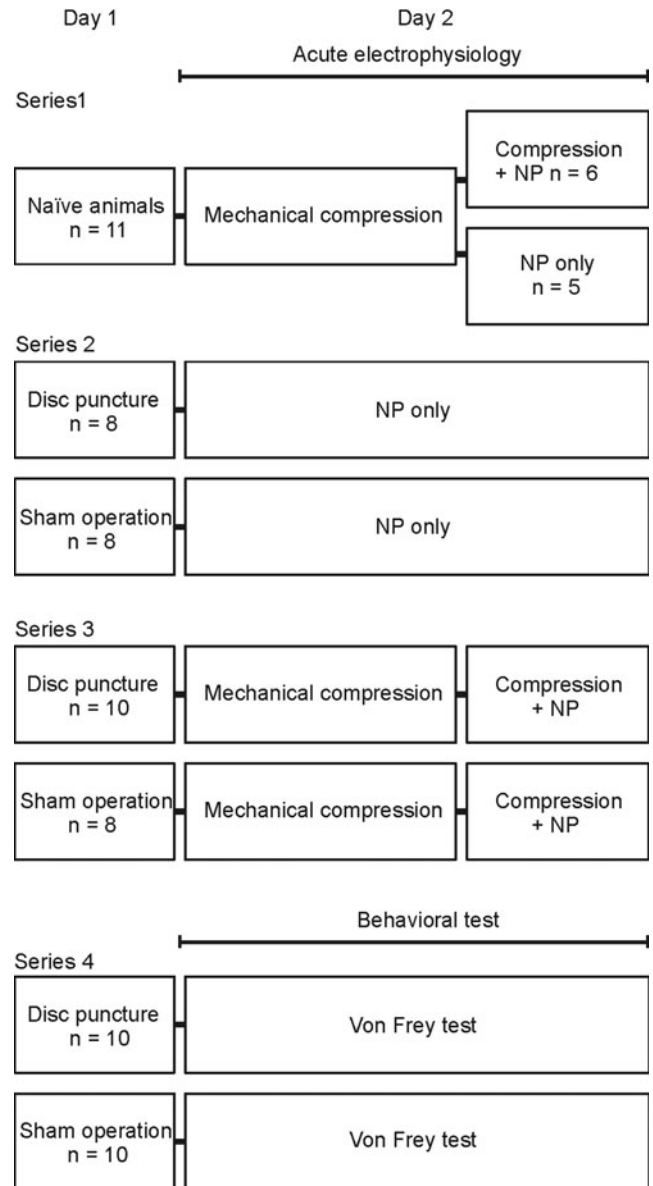 Day 1
Day 2
Acute electrophysiology
Series1
Naïve animals
n = 11
Mechanical compression
Compression
+ NP n = 6
NP only
n = 5
Series 2
Disc puncture
n = 8
NP only
Sham operation
n = 8
NP only
Series 3
Disc puncture
n = 10
Mechanical compression
Compression
+ NP
Sham operation
n = 8
Mechanical compression
Compression
+ NP
Behavioral test
Series 4
Disc puncture
n = 10
Von Frey test
Sham operation
n = 10
Von Frey test